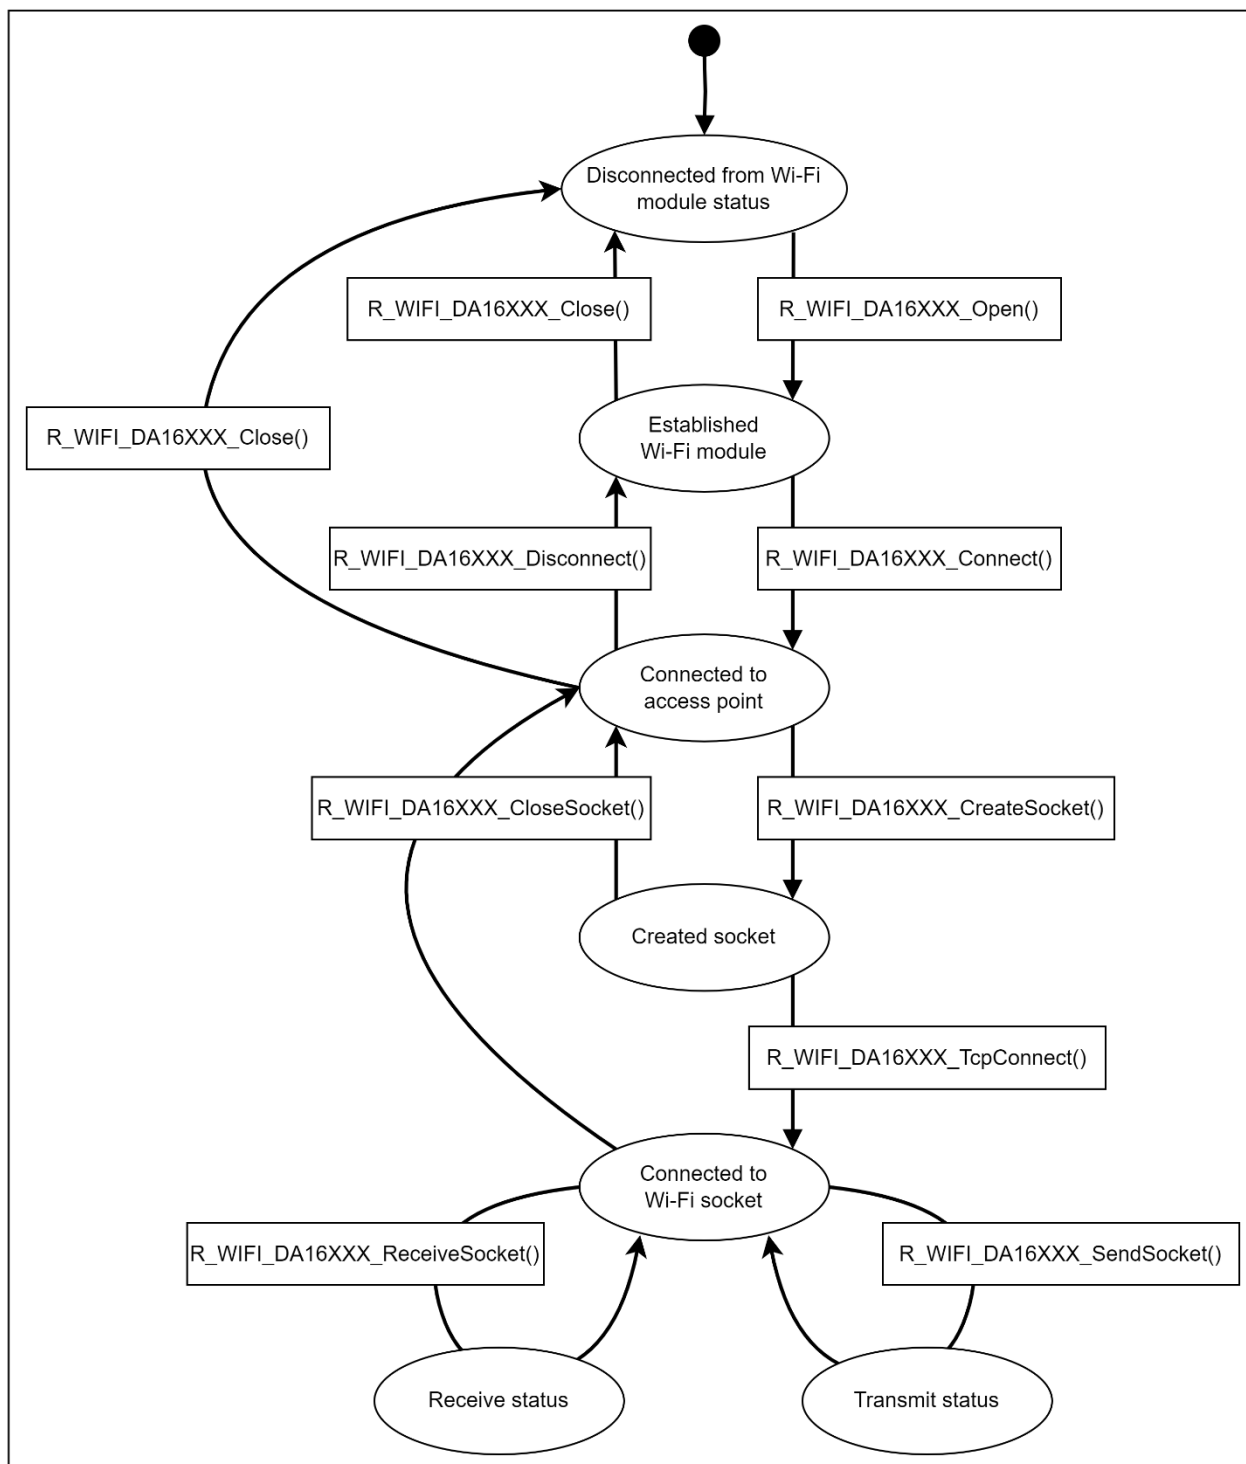 Disconnected from Wi-Fi
module status
R_WIFI_DA16XXX_Close()
R_WIFI_DA16XXX_Open()
R_WIFI_DA16XXX_Close()
Established
Wi-Fi module
R_WIFI_DA16XXX_Disconnect()
R_WIFI_DA16XXX_Connect()
Connected to
access point
R_WIFI_DA16XXX_CloseSocket()
R_WIFI_DA16XXX_CreateSocket()
Created socket
R_WIFI_DA16XXX_TcpConnect()
Connected to
Wi-Fi socket
R_WIFI_DA16XXX_ReceiveSocket()
R_WIFI_DA16XXX_SendSocket()
Receive status
Transmit status